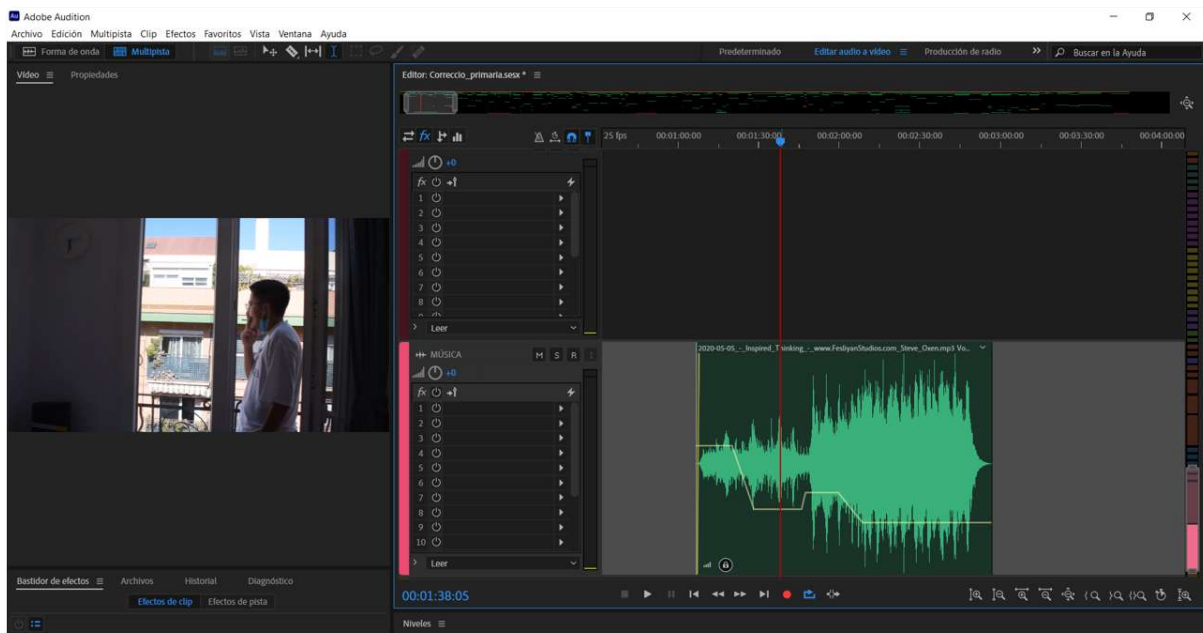 Au Adobe Audition
Archivo Edición Multipista Clip Efectos Favoritos Vista Ventana Ayuda
Forma de onda Multipista Predeterminado Editar audio a vídeo Producción de radio Buscar en la Ayuda
Vídeo Propiedades
Editor: Correccio_primaria.sesx *
fx 25 fps 00:01:00:00 00:01:30:00 00:02:00:00 00:02:30:00 00:03:00:00 00:03:30:00 00:04:00:00
+0
fx
1
2
3
4
5
6
7
8
Leer
MÚSICA M S R I
+0
fx
1
2
3
4
5
6
7
8
9
10
Leer
2020-05-05_-_Inspired_Thinking_-_www.FesliyanStudios.com_Steve_Oxen.mp3 Vo...
Bastidor de efectos Archivos Historial Diagnóstico
Efectos de clip Efectos de pista
00:01:38:05
Niveles